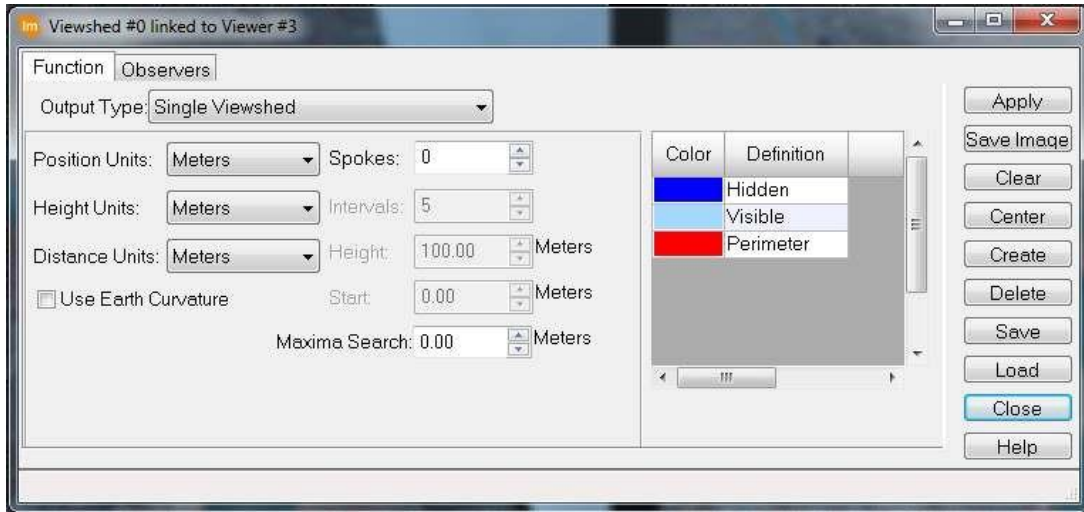 Im Viewshed #0 linked to Viewer #3
Function Observers
Output Type: Single Viewshed
Position Units: Meters Spokes: 0
Height Units: Meters Intervals: 5
Distance Units: Meters Height: 100.00 Meters
Use Earth Curvature Start: 0.00 Meters
Maxima Search: 0.00 Meters
Color Definition
Hidden
Visible
Perimeter
Apply
Save Image
Clear
Center
Create
Delete
Save
Load
Close
Help